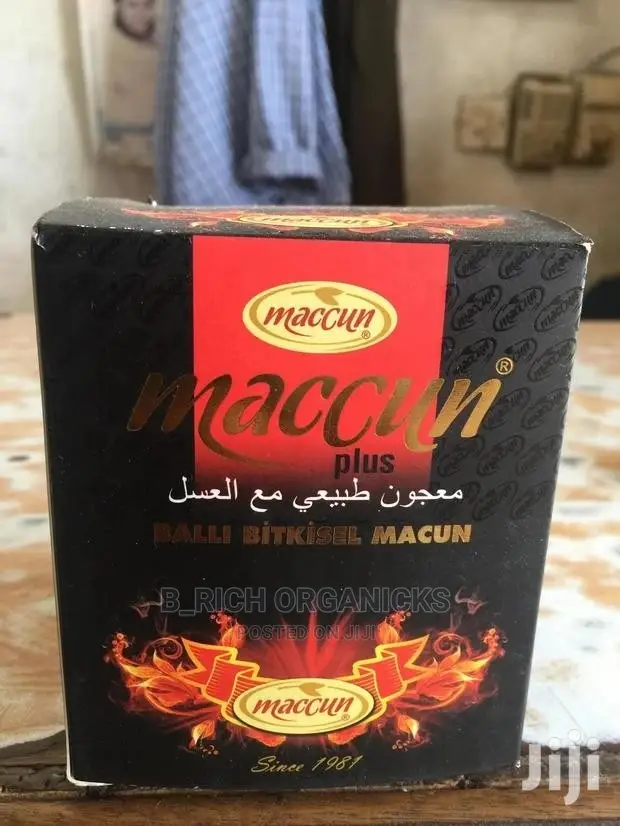 maccun®
maccun®
plus
معجون طبيعي مع العسل
BALLI BİTKİSEL MACUN
B_RICH ORGANICKS
POSTED ON JIJI
maccun®
Since 1981
Jiji